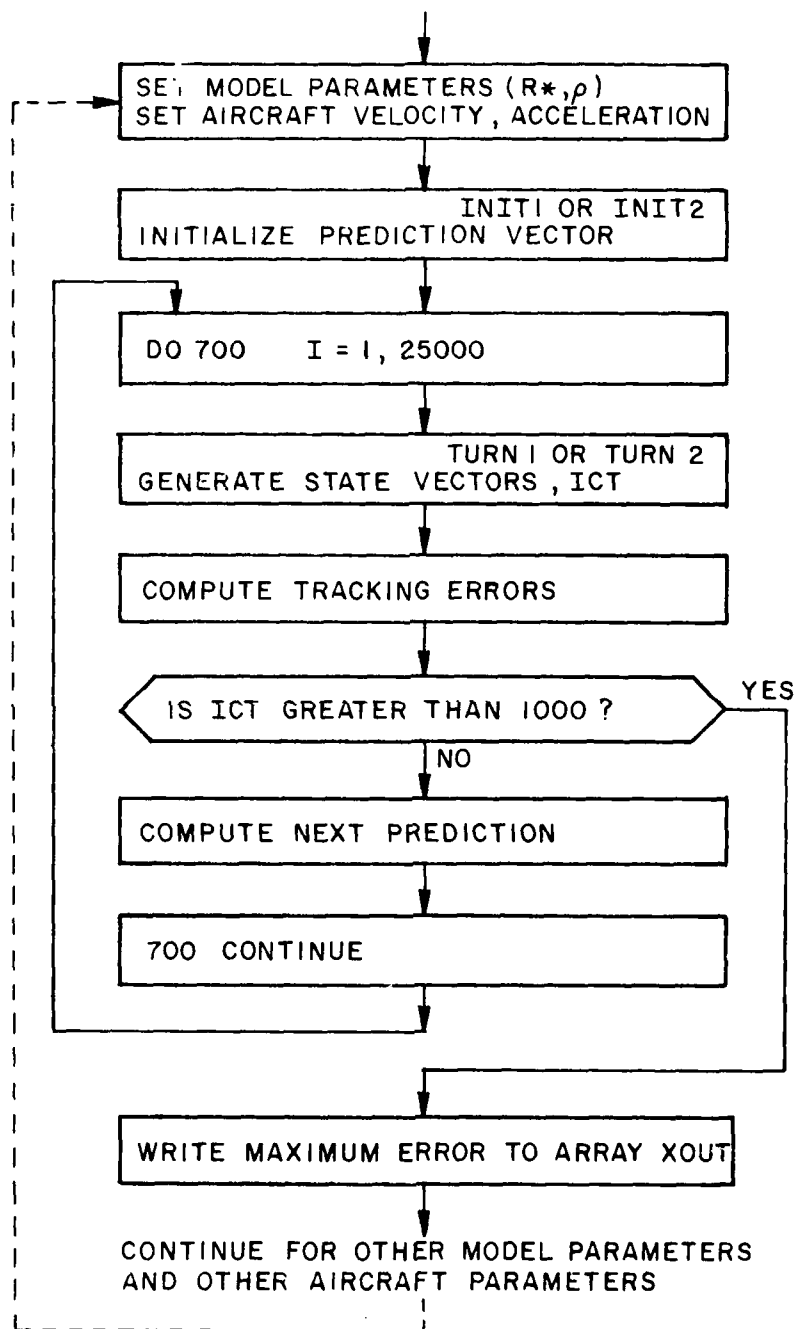 SET MODEL PARAMETERS (R*,ρ)
SET AIRCRAFT VELOCITY, ACCELERATION
INIT1 OR INIT2
INITIALIZE PREDICTION VECTOR
DO 700 I = 1, 25000
TURN 1 OR TURN 2
GENERATE STATE VECTORS, ICT
COMPUTE TRACKING ERRORS
IS ICT GREATER THAN 1000 ?
YES
NO
COMPUTE NEXT PREDICTION
700 CONTINUE
WRITE MAXIMUM ERROR TO ARRAY XOUT
CONTINUE FOR OTHER MODEL PARAMETERS
AND OTHER AIRCRAFT PARAMETERS